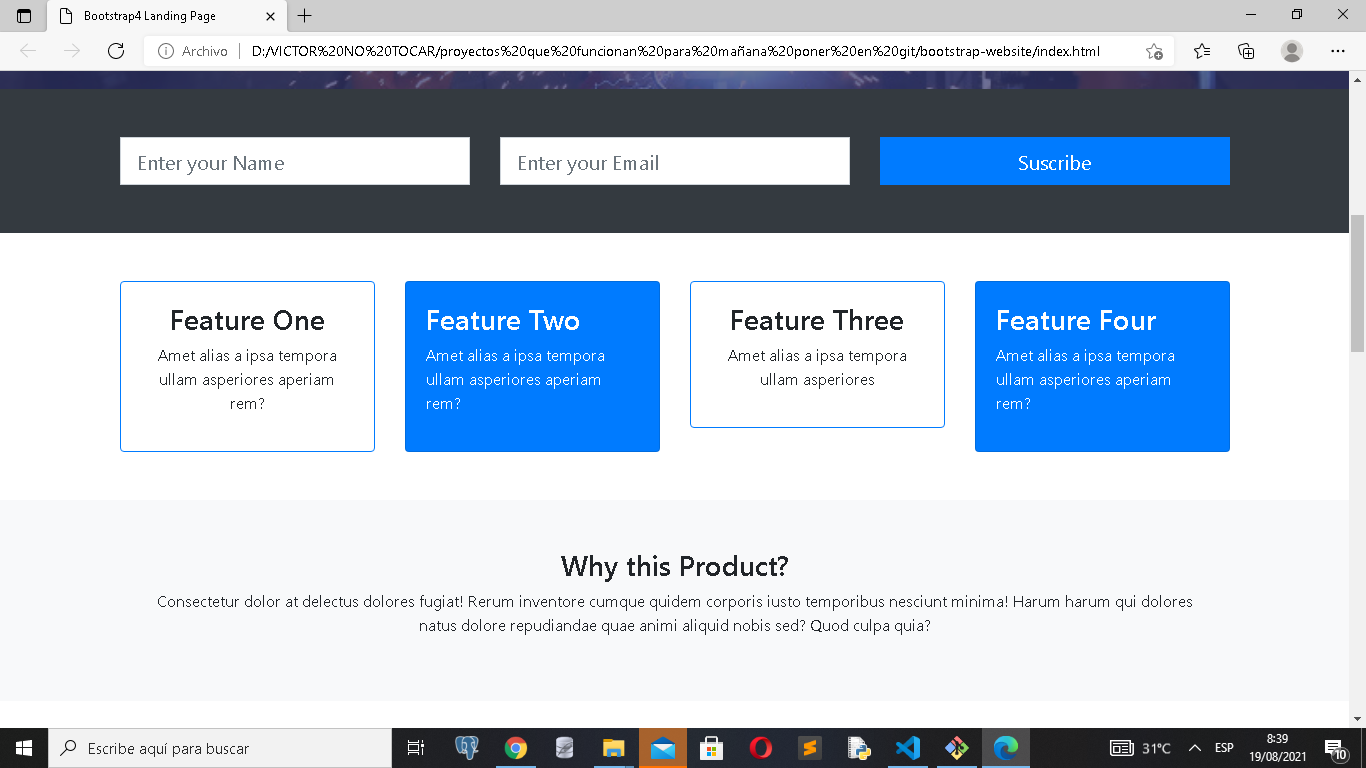 Bootstrap4 Landing Page
Archivo
D:/VICTOR%20NO%20TOCAR/proyectos%20que%20funcionan%20para%20mañana%20poner%20en%20git/bootstrap-website/index.html
Enter your Name
Enter your Email
Suscribe
Feature One
Amet alias a ipsa tempora
ullam asperiores aperiam
rem?
Feature Two
Amet alias a ipsa tempora
ullam asperiores aperiam
rem?
Feature Three
Amet alias a ipsa tempora
ullam asperiores
Feature Four
Amet alias a ipsa tempora
ullam asperiores aperiam
rem?
Why this Product?
Consectetur dolor at delectus dolores fugiat! Rerum inventore cumque quidem corporis iusto temporibus nesciunt minima! Harum harum qui dolores
natus dolore repudiandae quae animi aliquid nobis sed? Quod culpa quia?
Escribe aquí para buscar
31°C
ESP
8:39
19/08/2021
10